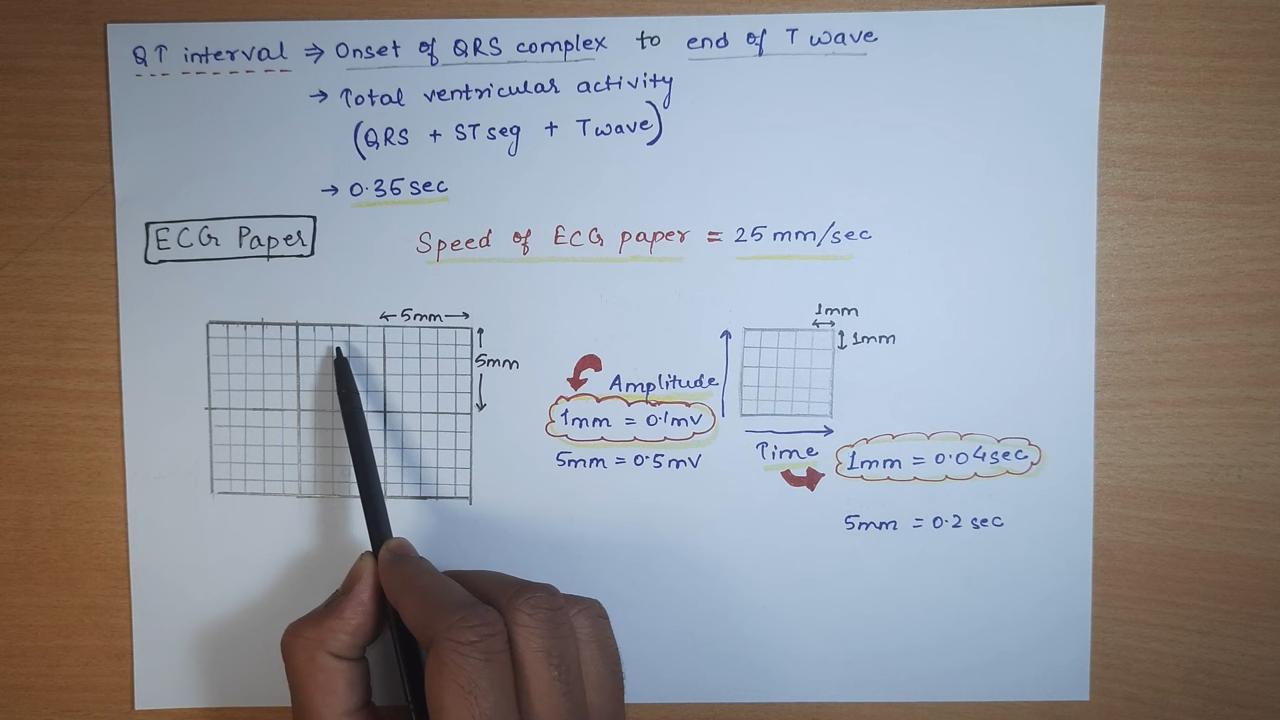 QT interval ⇒ Onset of QRS complex to end of T wave
→ Total ventricular activity
(QRS + ST seg + T wave)
→ 0.36 sec
ECG Paper
Speed of ECG paper = 25 mm/sec
← 5mm →
5mm
Amplitude
1mm = 0.1mV
5mm = 0.5mV
1mm
1mm
Time
1mm = 0.04sec
5mm = 0.2 sec